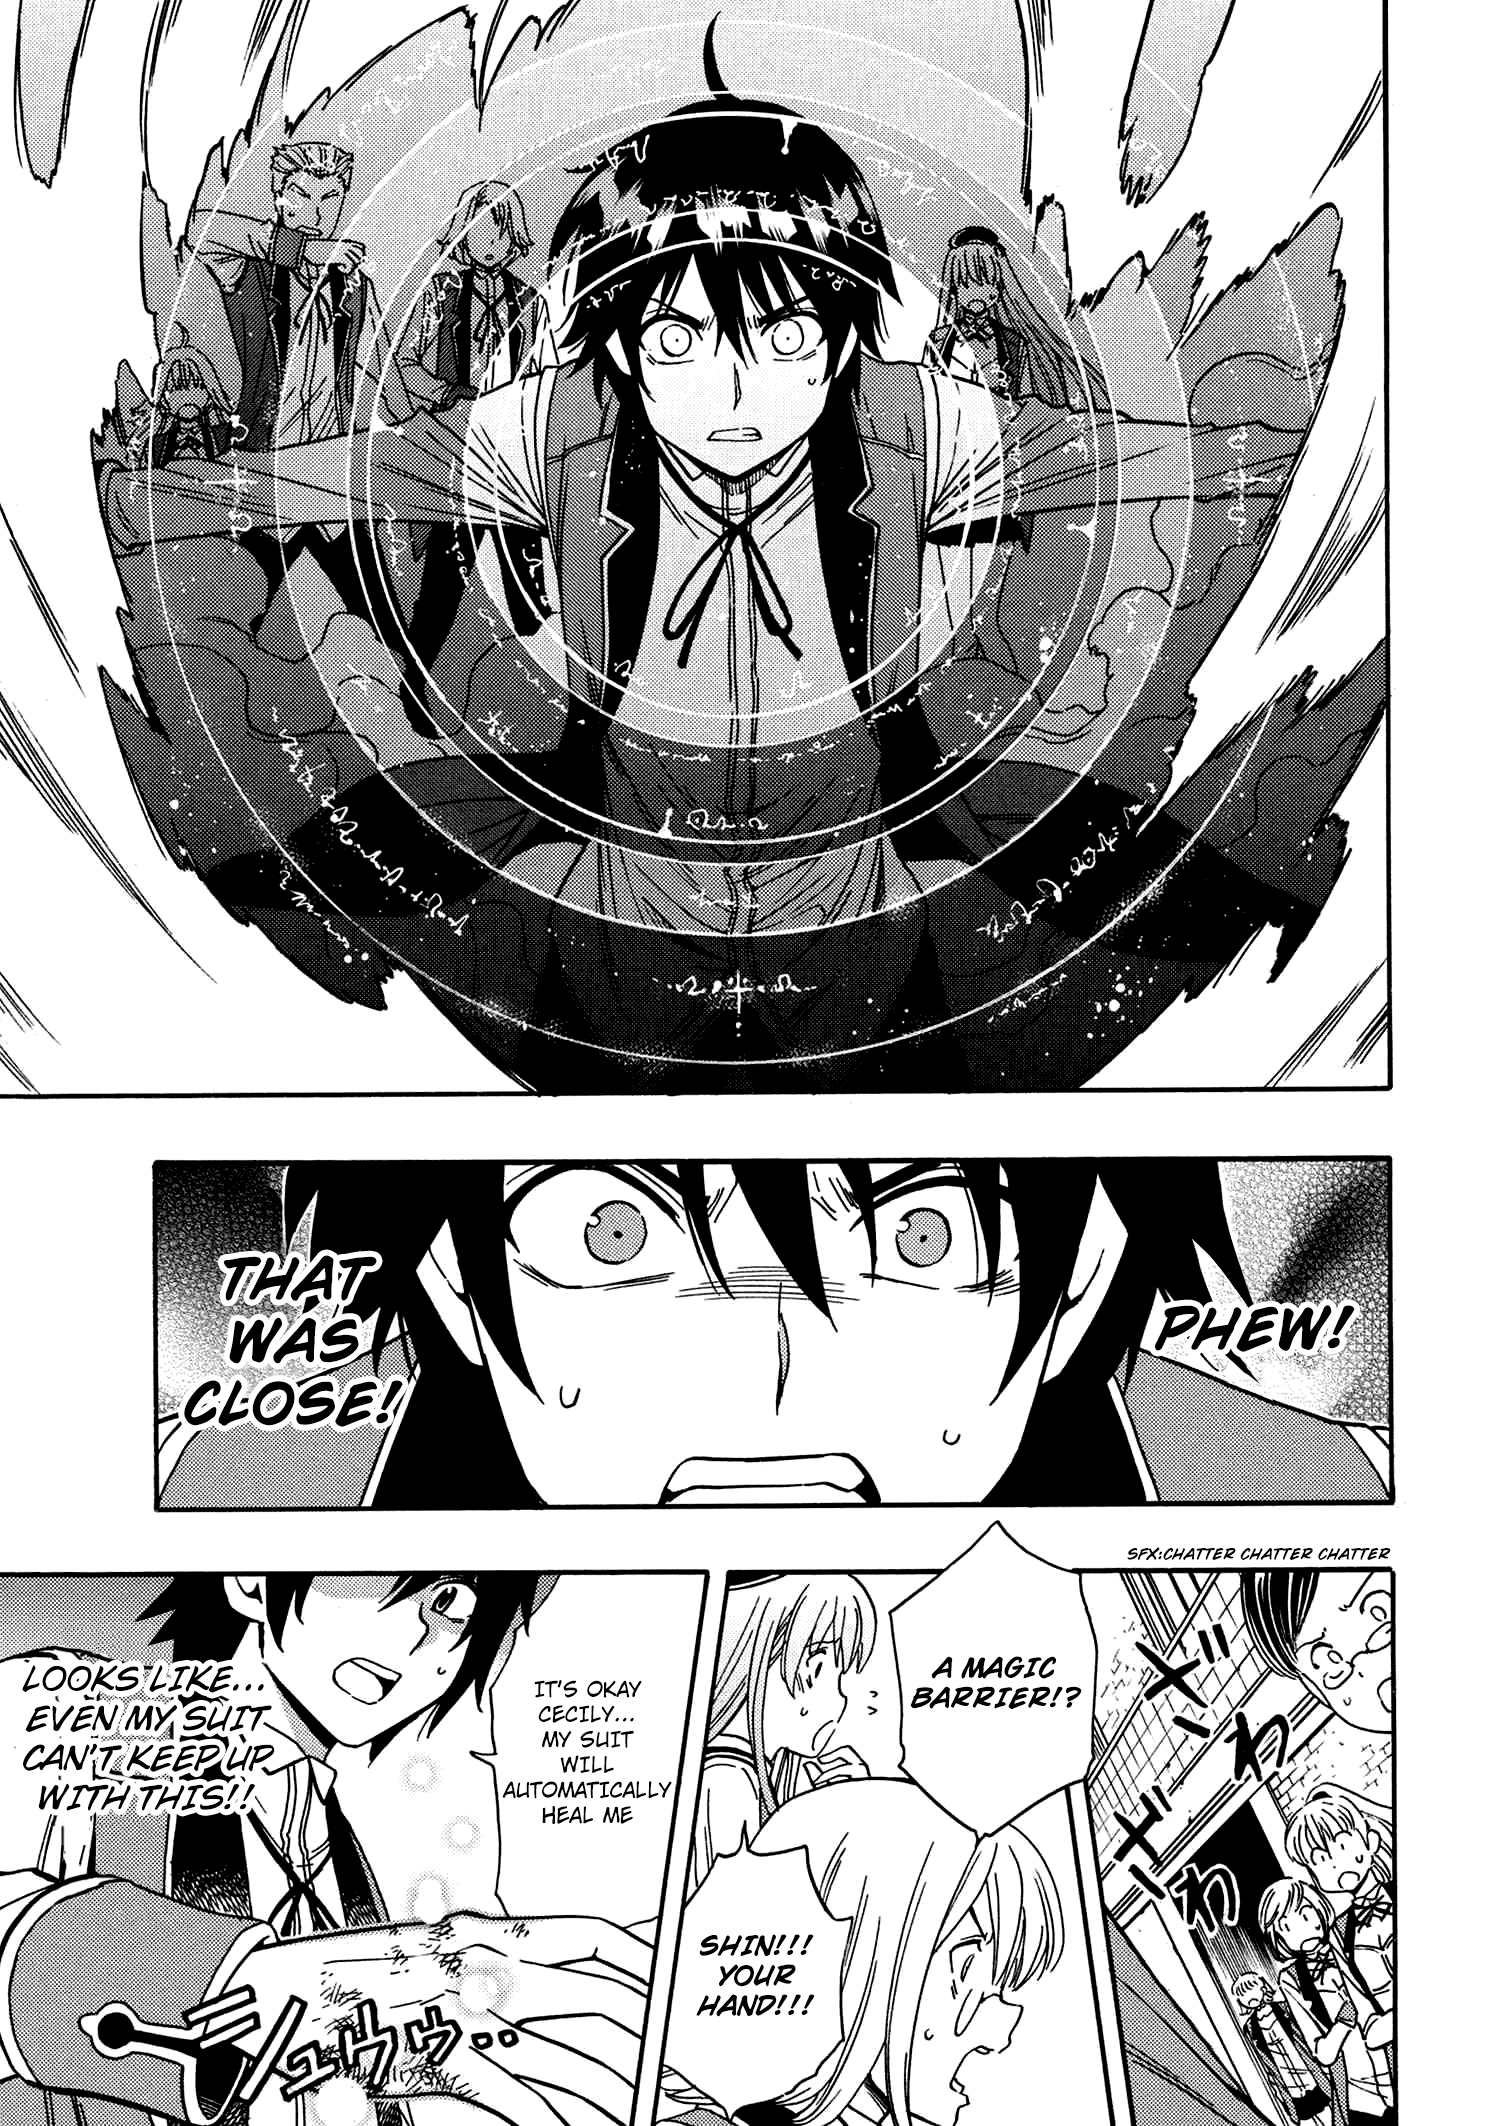 PHEW!
THAT
WAS
CLOSE!
SFX:CHATTER CHATTER CHATTER
ザワ
ザワ
A MAGIC
BARRIER!?
SHIN!!!
YOUR
HAND!!!
IT'S OKAY
CECILY...
MY SUIT
WILL
AUTOMATICALLY
HEAL ME
LOOKS LIKE...
EVEN MY SUIT
CAN'T KEEP UP
WITH THIS!!
シュウゥ..